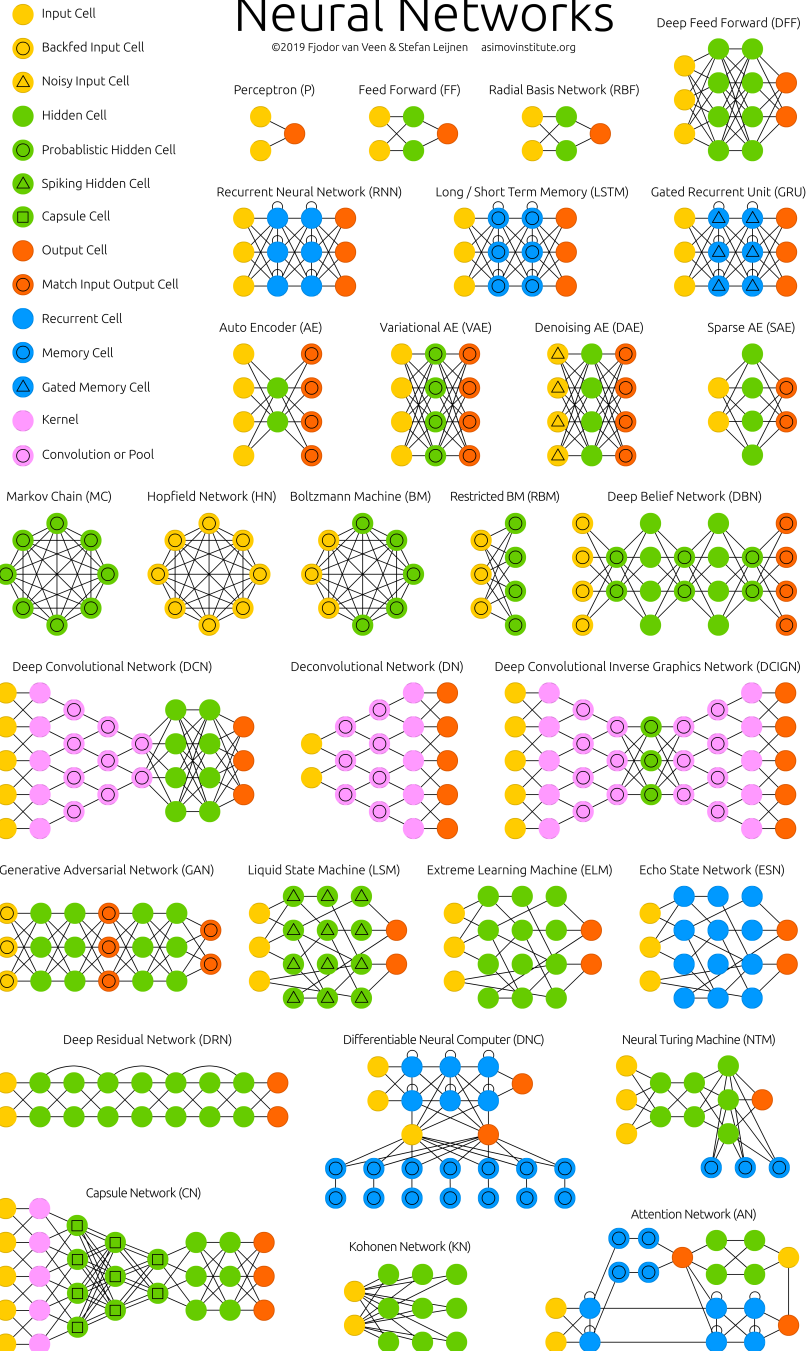 Neural Networks
©2019 Fjodor van Veen & Stefan Leijnen asimovinstitute.org
Input Cell
Backfed Input Cell
Noisy Input Cell
Hidden Cell
Probablistic Hidden Cell
Spiking Hidden Cell
Capsule Cell
Output Cell
Match Input Output Cell
Recurrent Cell
Memory Cell
Gated Memory Cell
Kernel
Convolution or Pool
Deep Feed Forward (DFF)
Perceptron (P)
Feed Forward (FF)
Radial Basis Network (RBF)
Recurrent Neural Network (RNN)
Long / Short Term Memory (LSTM)
Gated Recurrent Unit (GRU)
Auto Encoder (AE)
Variational AE (VAE)
Denoising AE (DAE)
Sparse AE (SAE)
Markov Chain (MC)
Hopfield Network (HN)
Boltzmann Machine (BM)
Restricted BM (RBM)
Deep Belief Network (DBN)
Deep Convolutional Network (DCN)
Deconvolutional Network (DN)
Deep Convolutional Inverse Graphics Network (DCIGN)
Generative Adversarial Network (GAN)
Liquid State Machine (LSM)
Extreme Learning Machine (ELM)
Echo State Network (ESN)
Deep Residual Network (DRN)
Differentiable Neural Computer (DNC)
Neural Turing Machine (NTM)
Capsule Network (CN)
Kohonen Network (KN)
Attention Network (AN)